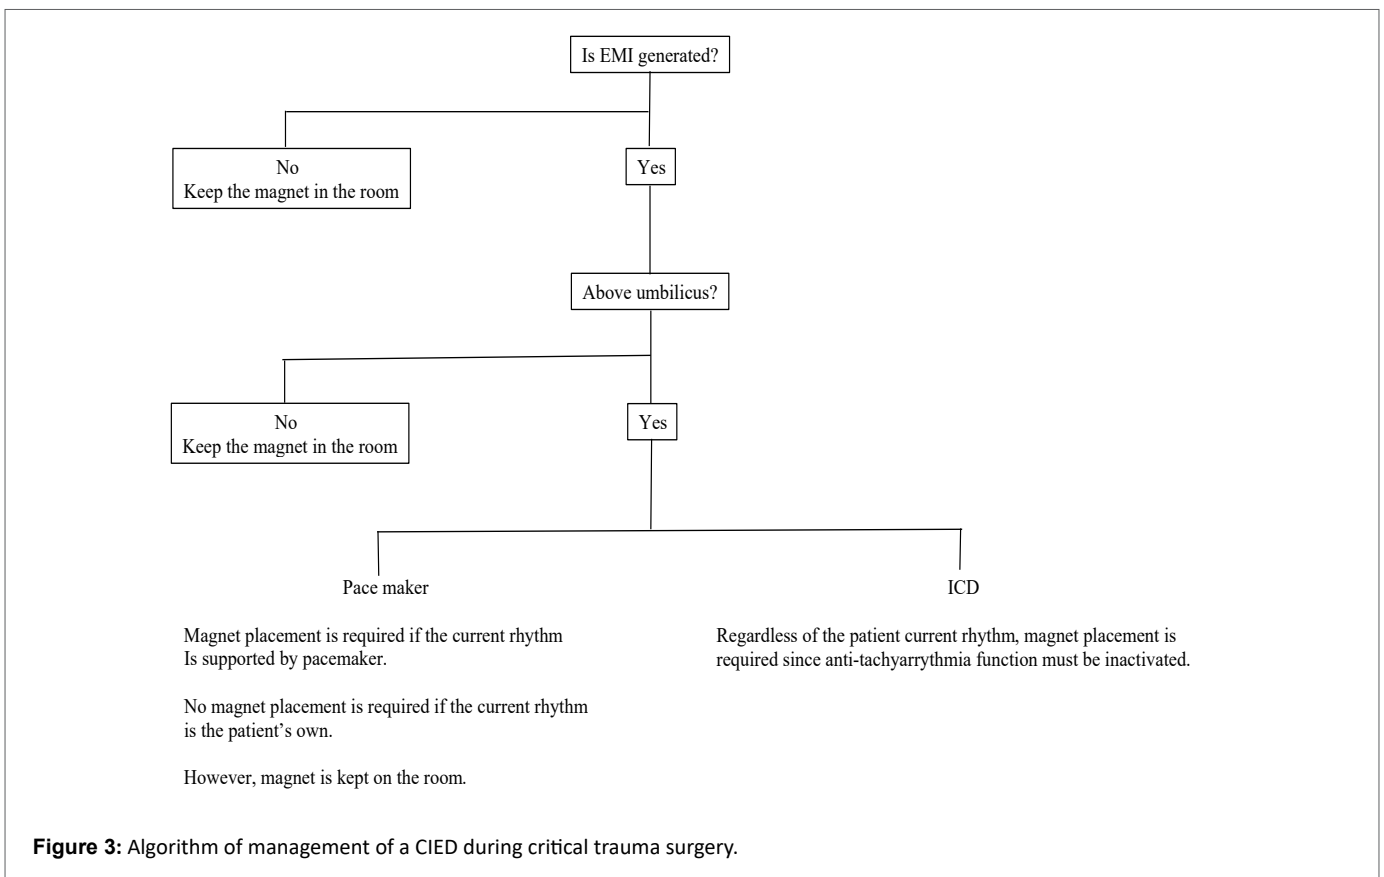 Is EMI generated?
No
Keep the magnet in the room
Yes
Above umbilicus?
No
Keep the magnet in the room
Yes
Pace maker
Magnet placement is required if the current rhythm
Is supported by pacemaker.
No magnet placement is required if the current rhythm
is the patient’s own.
However, magnet is kept on the room.
ICD
Regardless of the patient current rhythm, magnet placement is
required since anti-tachyarrythmia function must be inactivated.
Figure 3: Algorithm of management of a CIED during critical trauma surgery.